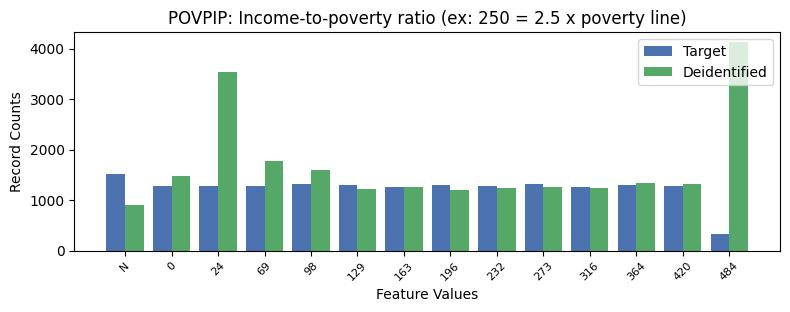 POVPIP: Income-to-poverty ratio (ex: 250 = 2.5 x poverty line)
Target
Deidentified
Record Counts
4000
3000
2000
1000
0
N 0 24 69 98 129 163 196 232 273 316 364 420 484
Feature Values